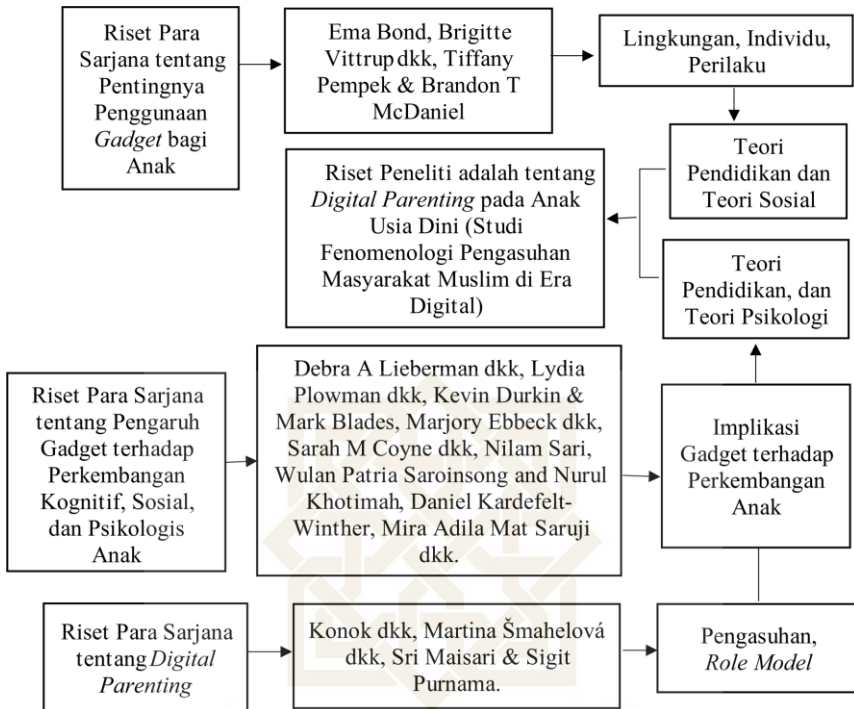 Riset Para
Sarjana tentang
Pentingnya
Penggunaan
Gadget bagi
Anak
Ema Bond, Brigitte
Vittrup dkk, Tiffany
Pempek & Brandon T
McDaniel
Lingkungan, Individu,
Perilaku
Teori
Pendidikan dan
Teori Sosial
Riset Peneliti adalah tentang
Digital Parenting pada Anak
Usia Dini (Studi
Fenomenologi Pengasuhan
Masyarakat Muslim di Era
Digital)
Teori
Pendidikan, dan
Teori Psikologi
Riset Para Sarjana
tentang Pengaruh
Gadget terhadap
Perkembangan
Kognitif, Sosial,
dan Psikologis
Anak
Debra A Lieberman dkk, Lydia
Plowman dkk, Kevin Durkin &
Mark Blades, Marjory Ebbeck dkk,
Sarah M Coyne dkk, Nilam Sari,
Wulan Patria Saroinsong and Nurul
Khotimah, Daniel Kardefelt-
Winther, Mira Adila Mat Saruji
dkk.
Implikasi
Gadget terhadap
Perkembangan
Anak
Riset Para Sarjana
tentang Digital
Parenting
Konok dkk, Martina Šmahelová
dkk, Sri Maisari & Sigit
Purnama.
Pengasuhan,
Role Model